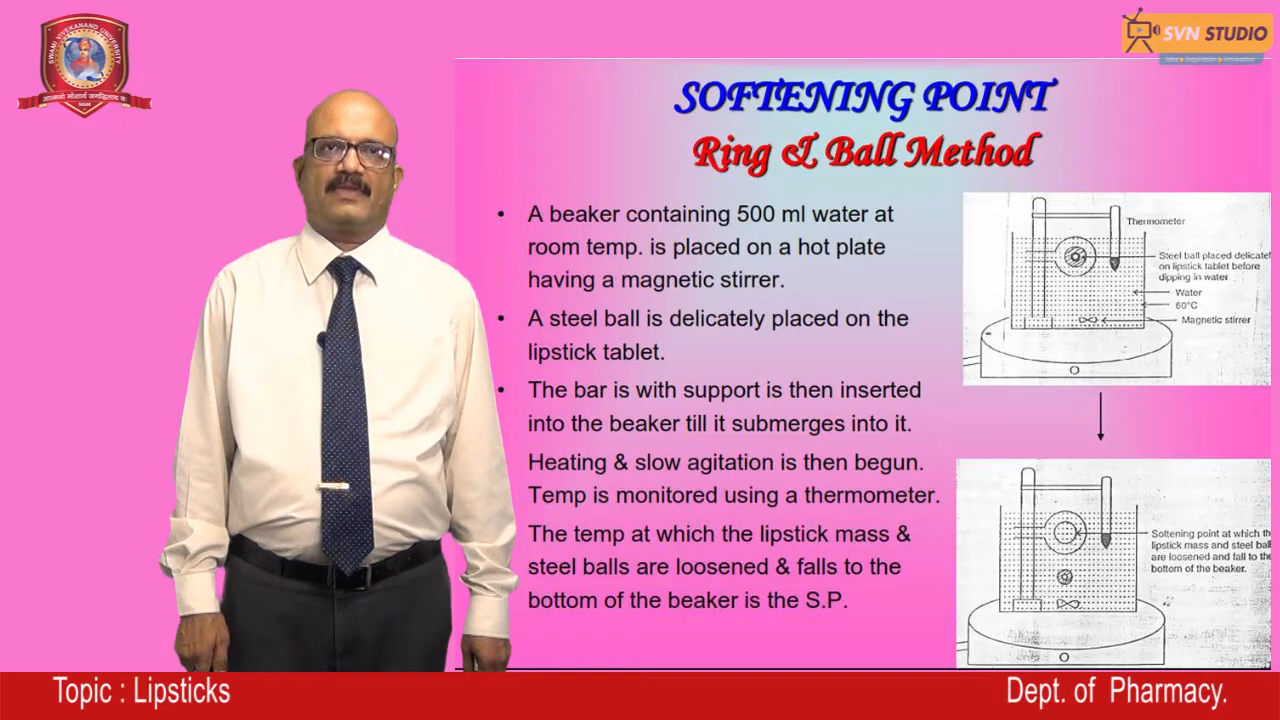 SWAMI VIVEKANAND UNIVERSITY
SVN STUDIO
SOFTENING POINT
Ring & Ball Method
• A beaker containing 500 ml water at
room temp. is placed on a hot plate
having a magnetic stirrer.
• A steel ball is delicately placed on the
lipstick tablet.
• The bar is with support is then inserted
into the beaker till it submerges into it.
Heating & slow agitation is then begun.
Temp is monitored using a thermometer.
The temp at which the lipstick mass &
steel balls are loosened & falls to the
bottom of the beaker is the S.P.
Thermometer
Steel ball placed delicate
on lipstick tablet before
dipping in water
Water
60°C
Magnetic stirrer
Softening point at which th
lipstick mass and steel ball
are loosened and fall to the
bottom of the beaker.
Topic : Lipsticks
Dept. of Pharmacy.